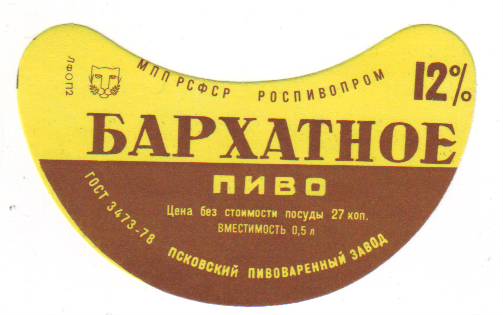 ЛФОП2
МПП РСФСР РОСПИВОПРОМ
12%
БАРХАТНОЕ
ПИВО
Цена без стоимости посуды 27 коп.
ВМЕСТИМОСТЬ 0,5 л
ГОСТ 3473-78
ПСКОВСКИЙ ПИВОВАРЕННЫЙ ЗАВОД